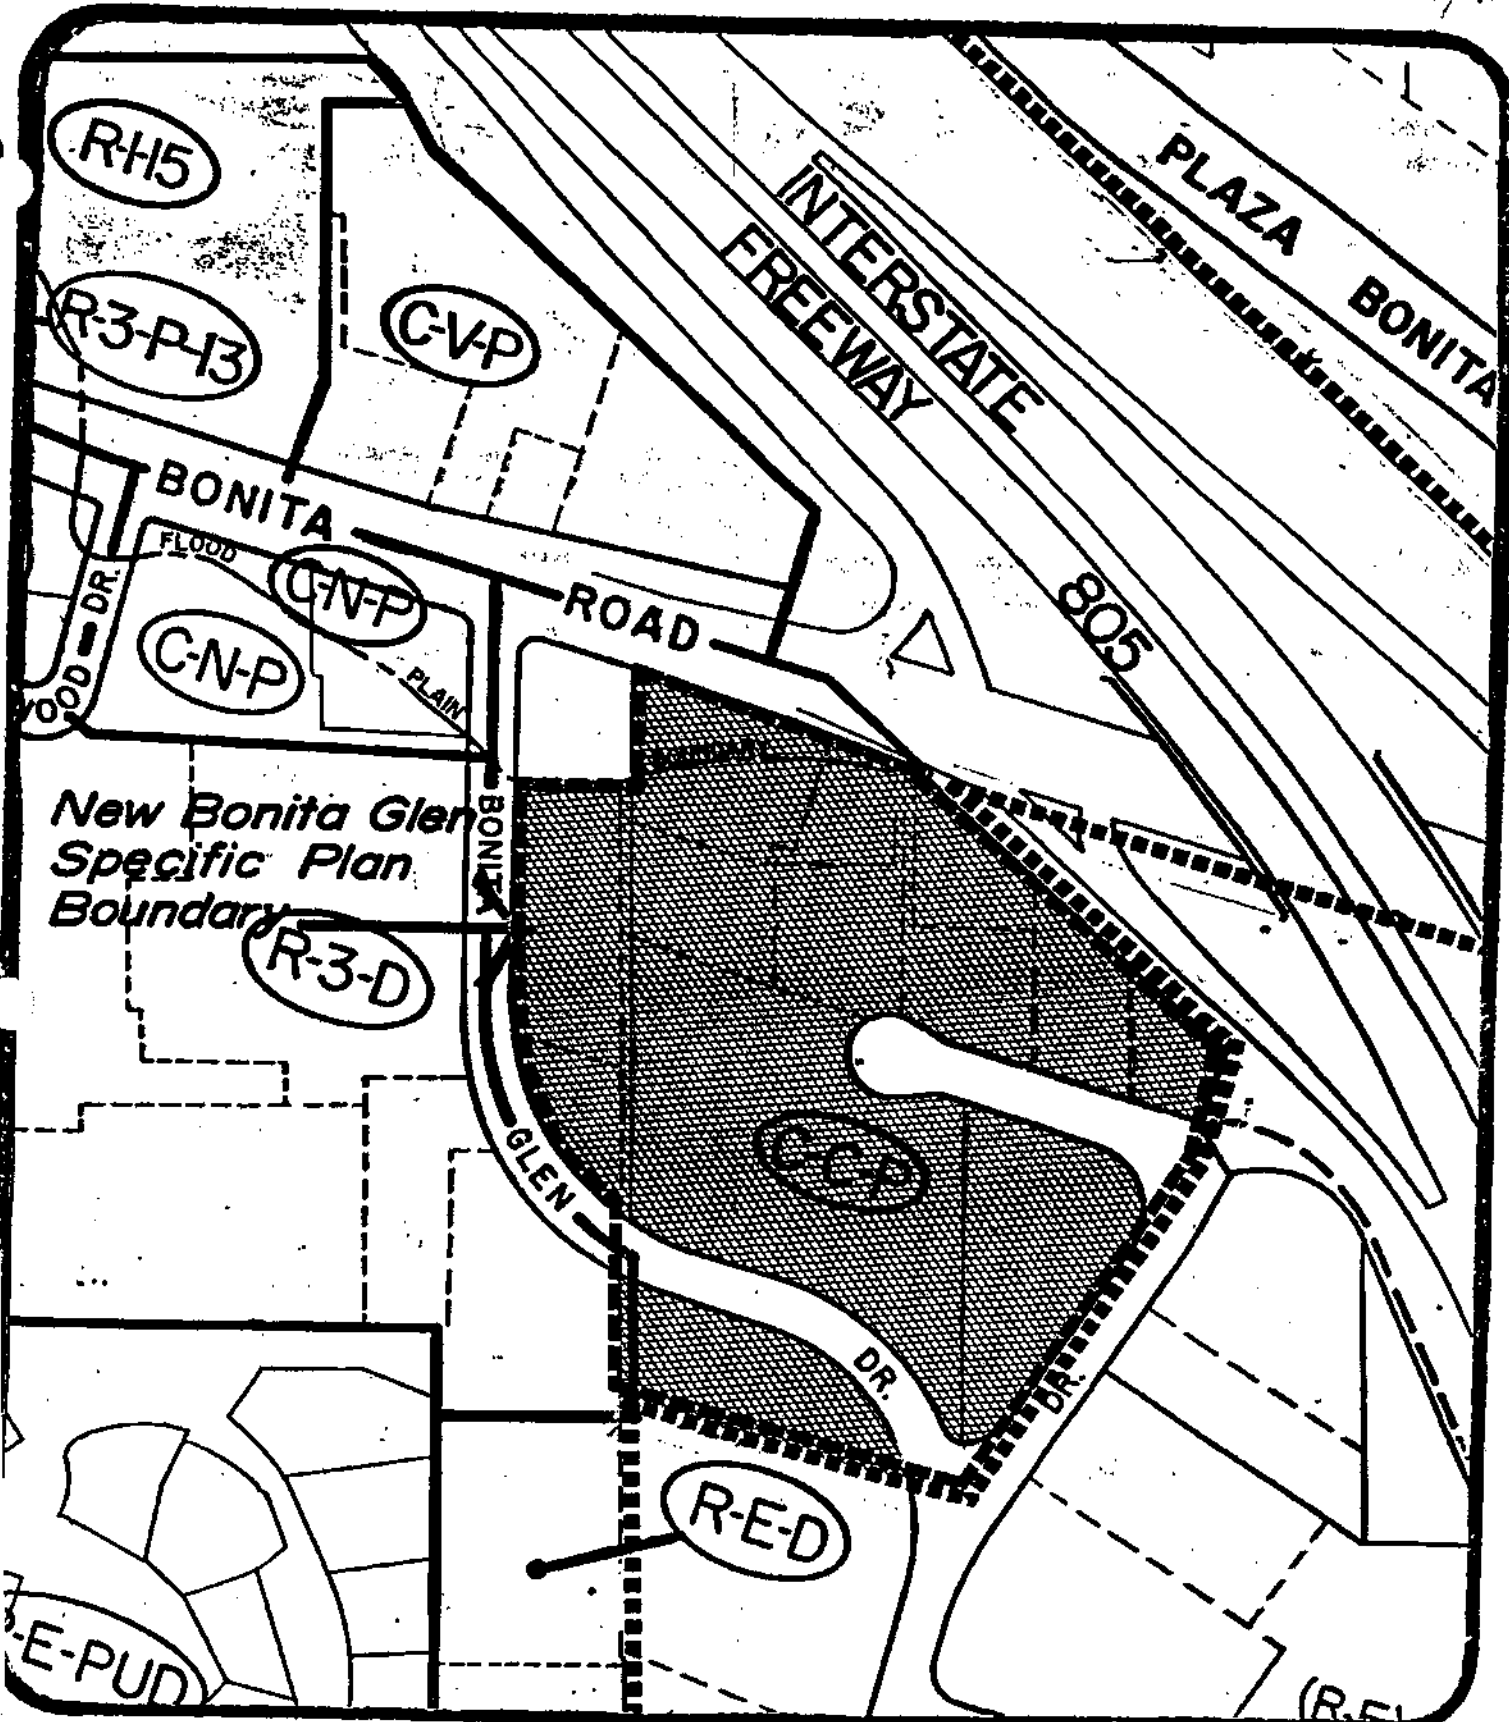 R-1-15
R-3-P-13
C-V-P
INTERSTATE
FREEWAY
805
PLAZA BONITA
BONITA ROAD
FLOOD
PLAIN
BOUNDARY
C-N-P
C-N-P
DR.
New Bonita Glen
Specific Plan
Boundary
BONITA
GLEN
DR.
R-3-D
C-C-P
DR.
R-E-D
-E-PUD